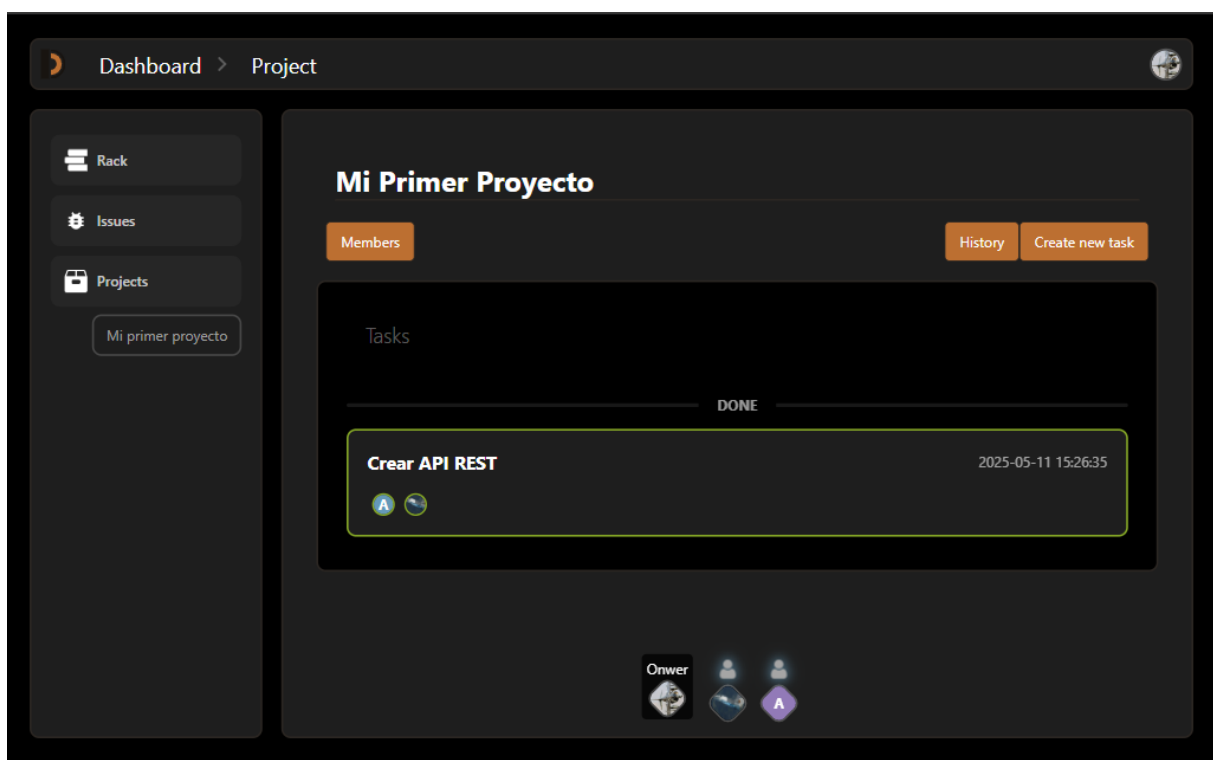 Dashboard > Project
Rack
Issues
Projects
Mi primer proyecto
Mi Primer Proyecto
Members
History
Create new task
Tasks
DONE
Crear API REST
2025-05-11 15:26:35
A
Onwer
A